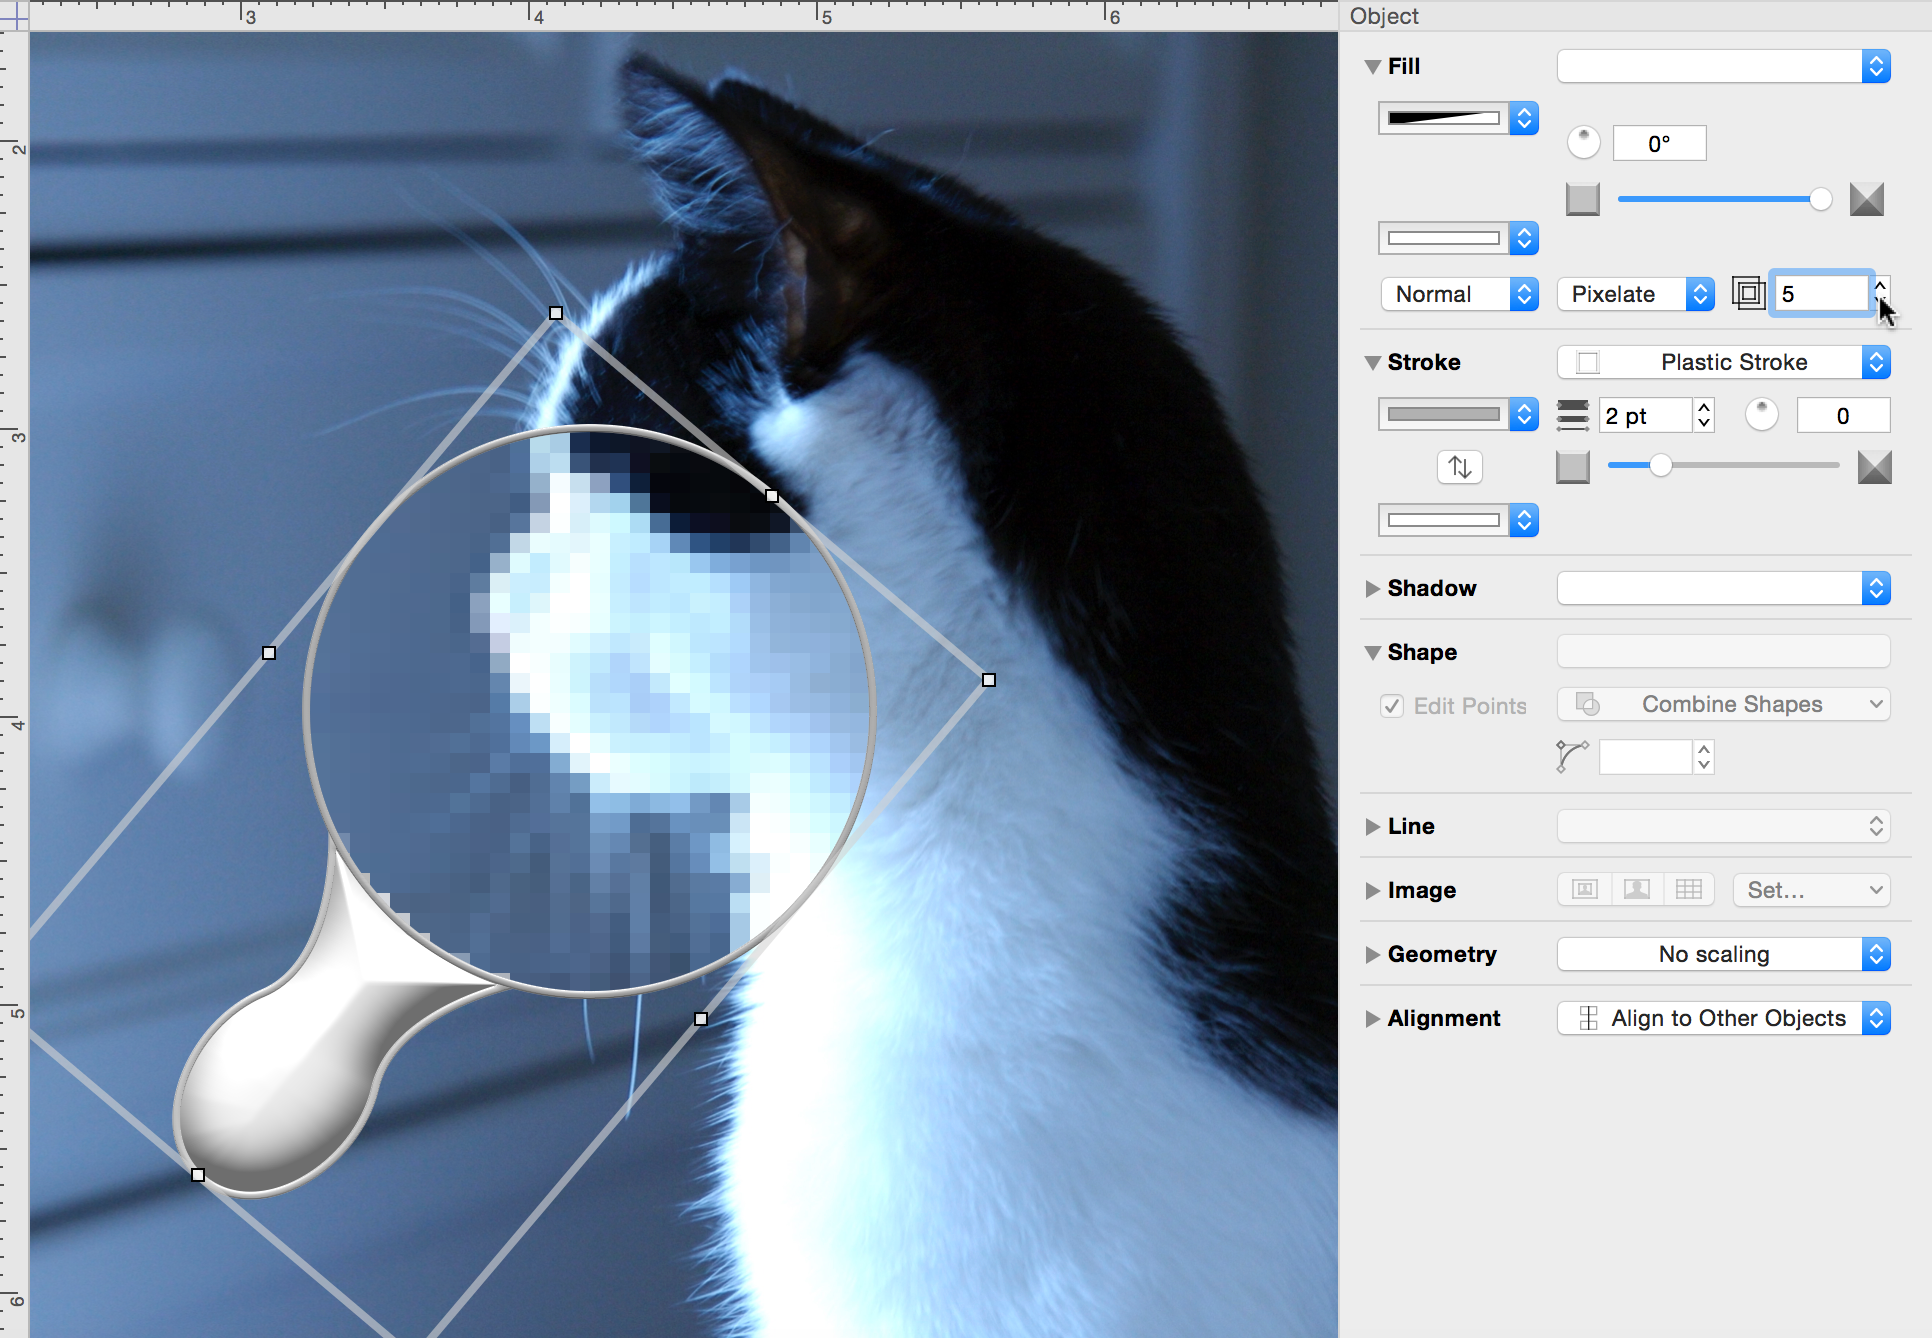 3 4 5 6
Object
2
3
4
5
6
Fill
0°
Normal Pixelate 5
Stroke Plastic Stroke
2 pt 0
Shadow
Shape
Edit Points Combine Shapes
Line
Image Set...
Geometry No scaling
Alignment Align to Other Objects